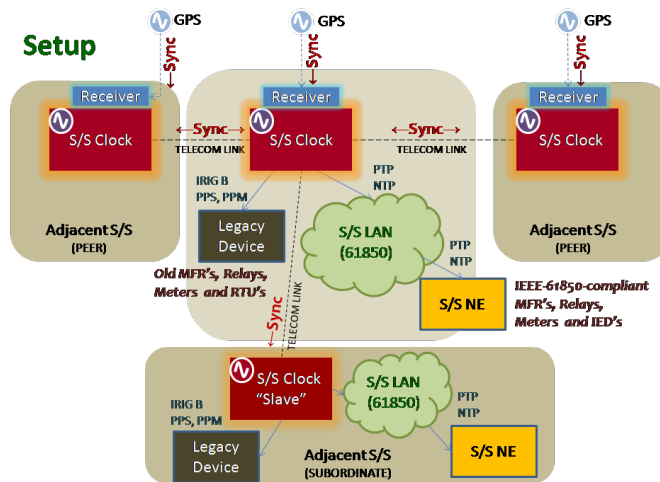 GPS
GPS
GPS
Setup
Sync
Sync
Sync
Receiver
Receiver
Receiver
S/S Clock
Sync
S/S Clock
Sync
S/S Clock
TELECOM LINK
TELECOM LINK
IRIG B
PPS, PPM
PTP
NTP
Adjacent S/S
(PEER)
Legacy
Device
S/S LAN
(61850)
PTP
NTP
Adjacent S/S
(PEER)
Old MFR's, Relays,
Meters and RTU's
S/S NE
IEEE-61850-compliant
MFR's, Relays,
Meters and IED's
Sync
TELECOM LINK
S/S Clock
"Slave"
S/S LAN
(61850)
IRIG B
PPS, PPM
PTP
NTP
Legacy
Device
Adjacent S/S
(SUBORDINATE)
S/S NE